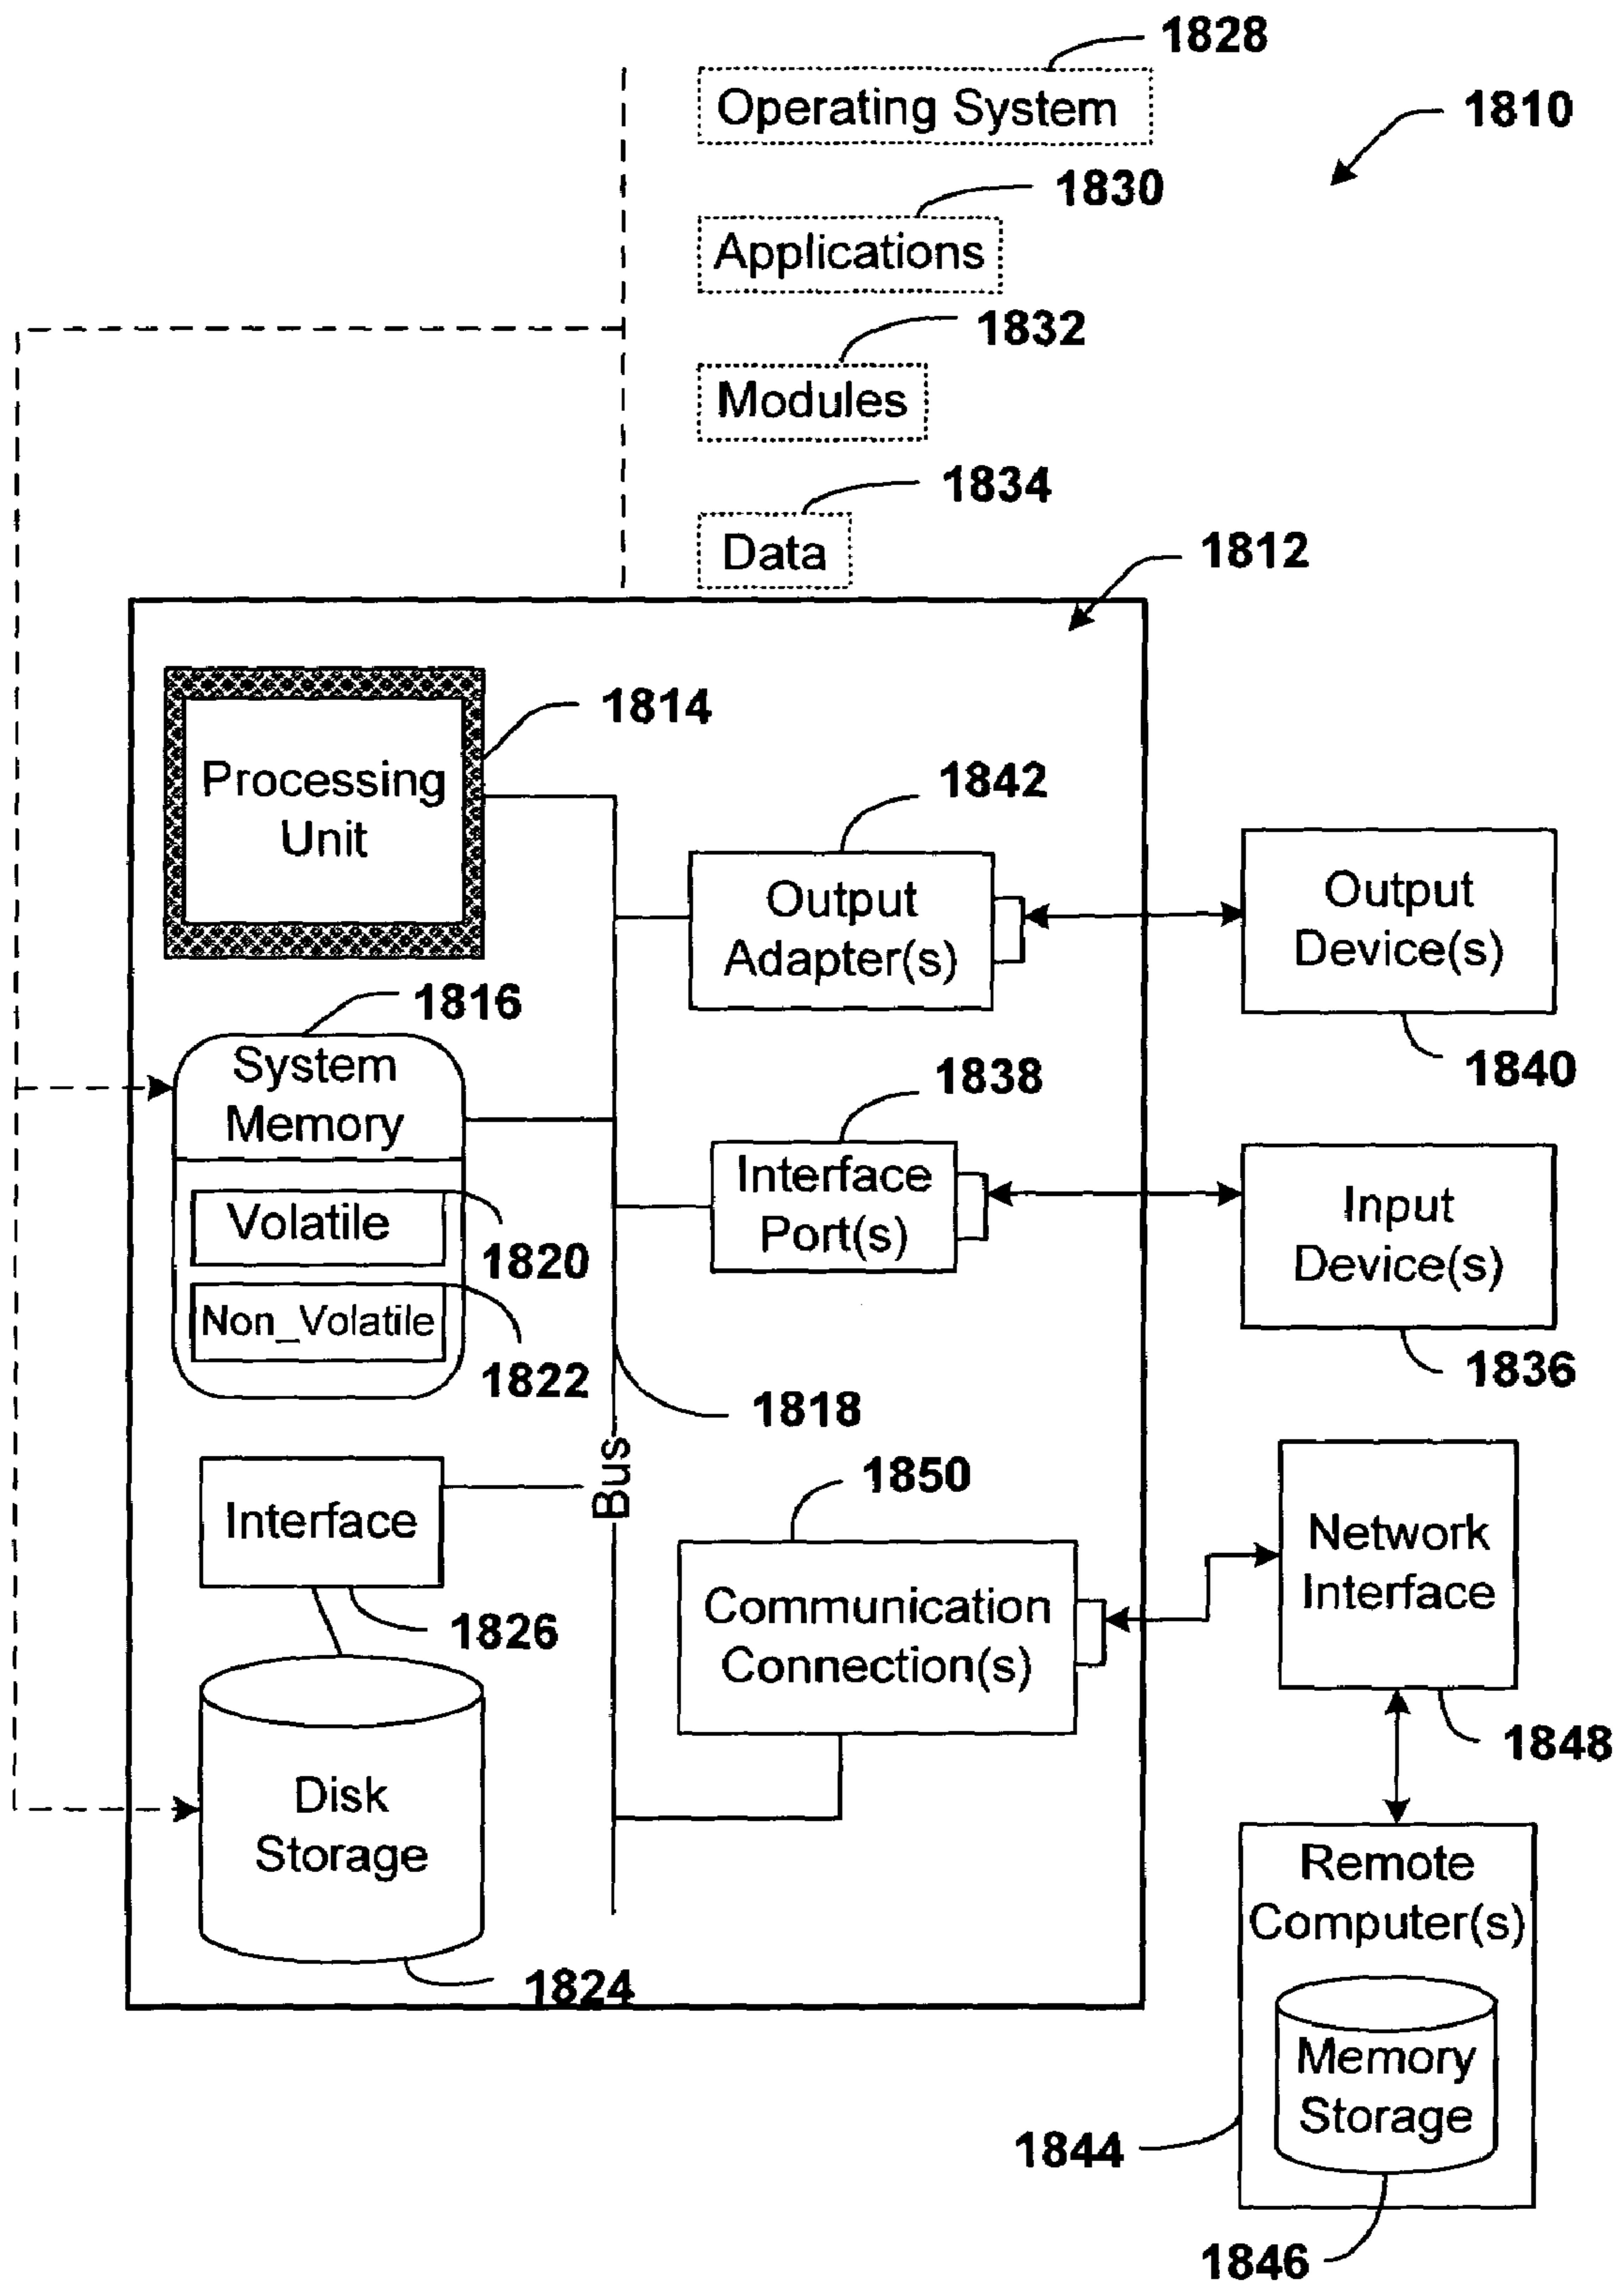 1828
Operating System
1810
1830
Applications
1832
Modules
1834
Data
1812
1814
Processing
Unit
1842
Output
Adapter(s)
Output
Device(s)
1840
1816
System
Memory
1838
Interface
Port(s)
Input
Device(s)
1836
Volatile
1820
Non_Volatile
1822
1818
Bus
Interface
1826
1850
Communication
Connection(s)
Network
Interface
1848
Disk
Storage
1824
Remote
Computer(s)
Memory
Storage
1844
1846